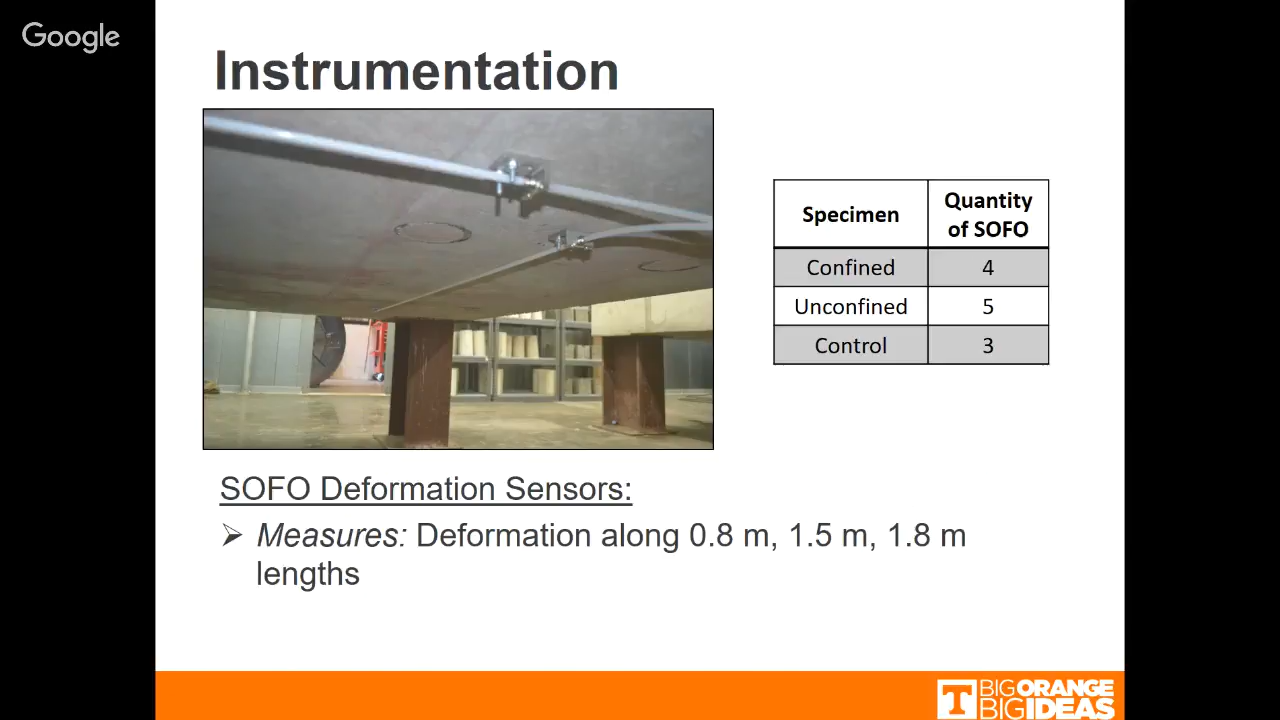 Google
Instrumentation
Specimen
Quantity
of SOFO
Confined 4
Unconfined 5
Control 3
SOFO Deformation Sensors:
➢ Measures: Deformation along 0.8 m, 1.5 m, 1.8 m
lengths
T BIG ORANGE
BIG IDEAS